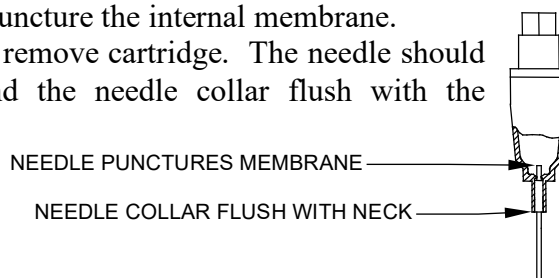 uncture the internal membrane.
remove cartridge. The needle should
nd the needle collar flush with the
NEEDLE PUNCTURES MEMBRANE
NEEDLE COLLAR FLUSH WITH NECK